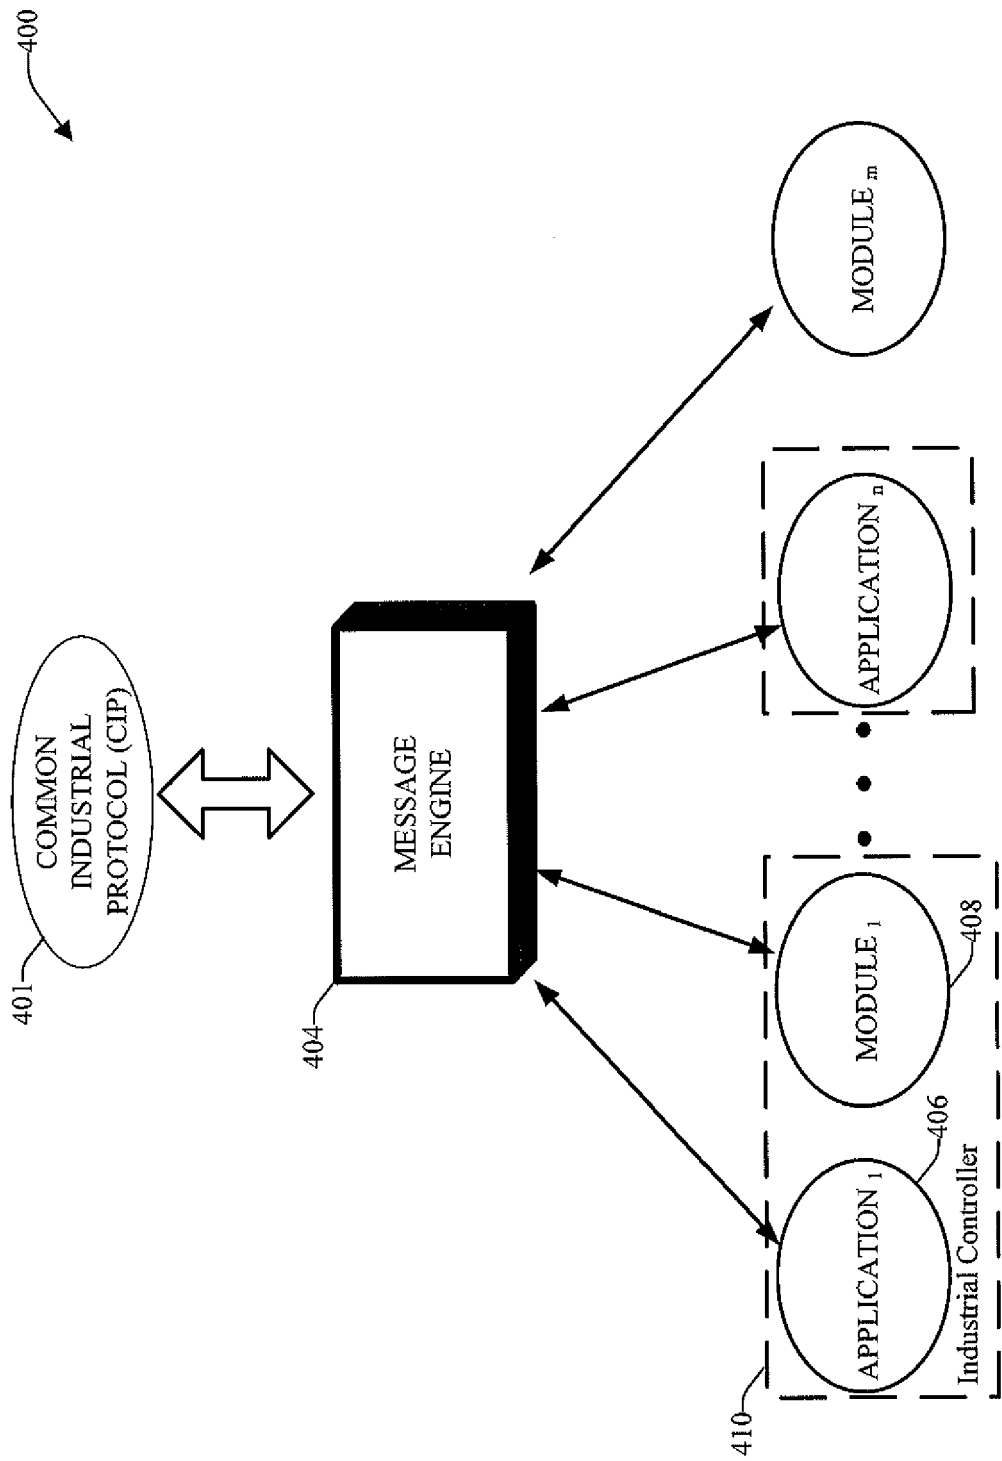 400
COMMON
INDUSTRIAL
PROTOCOL (CIP)
401
MESSAGE
ENGINE
404
APPLICATION 1
406
MODULE 1
408
APPLICATION n
MODULE m
Industrial Controller
410